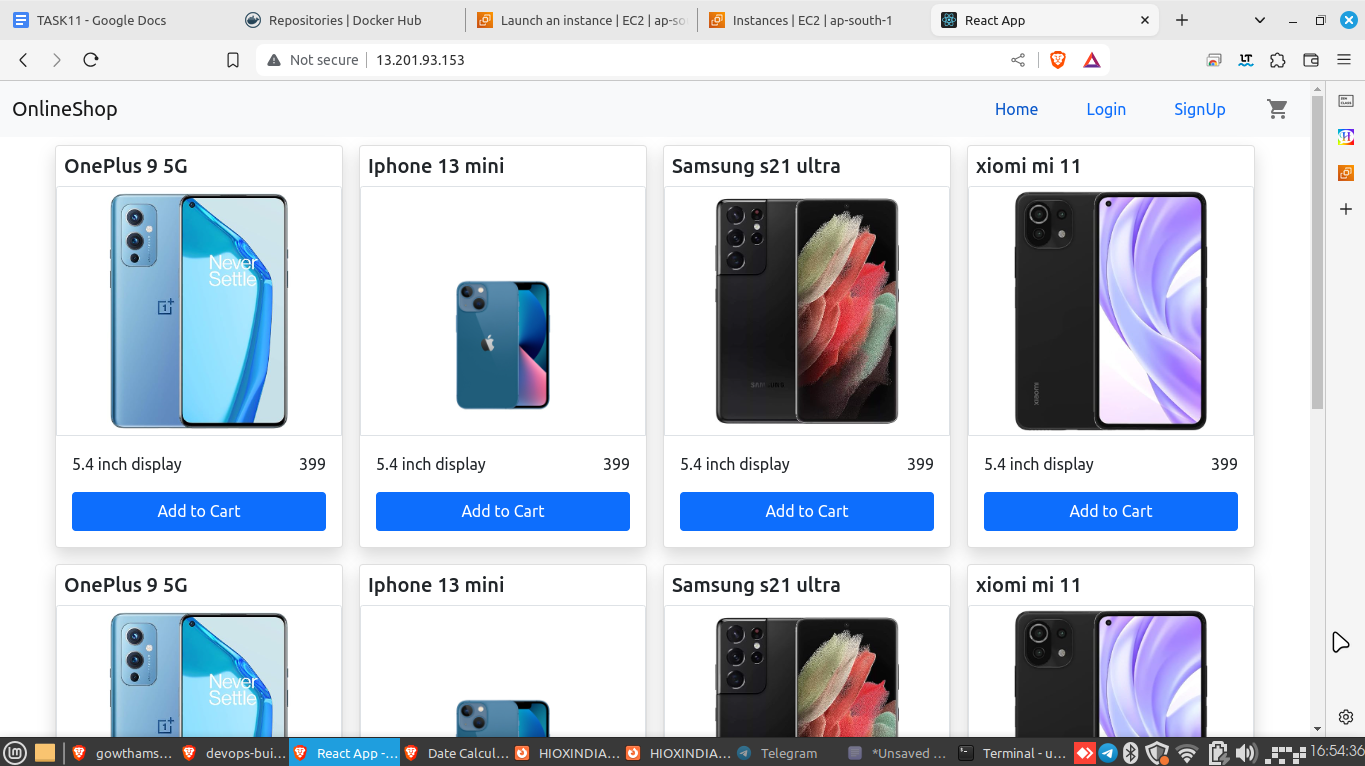 TASK11 - Google Docs
Repositories | Docker Hub
Launch an instance | EC2 | ap-so
Instances | EC2 | ap-south-1
React App
Not secure
13.201.93.153
OnlineShop
Home
Login
SignUp
OnePlus 9 5G
Iphone 13 mini
Samsung s21 ultra
xiomi mi 11
Never
Settle
SAMSUNG
xiaomi
5.4 inch display 399
5.4 inch display 399
5.4 inch display 399
5.4 inch display 399
Add to Cart
Add to Cart
Add to Cart
Add to Cart
OnePlus 9 5G
Iphone 13 mini
Samsung s21 ultra
xiomi mi 11
Never
Settle
gowthams...
devops-bui...
React App -...
Date Calcul...
HIOXINDIA...
HIOXINDIA...
Telegram
*Unsaved ...
Terminal - u...
16:54:36